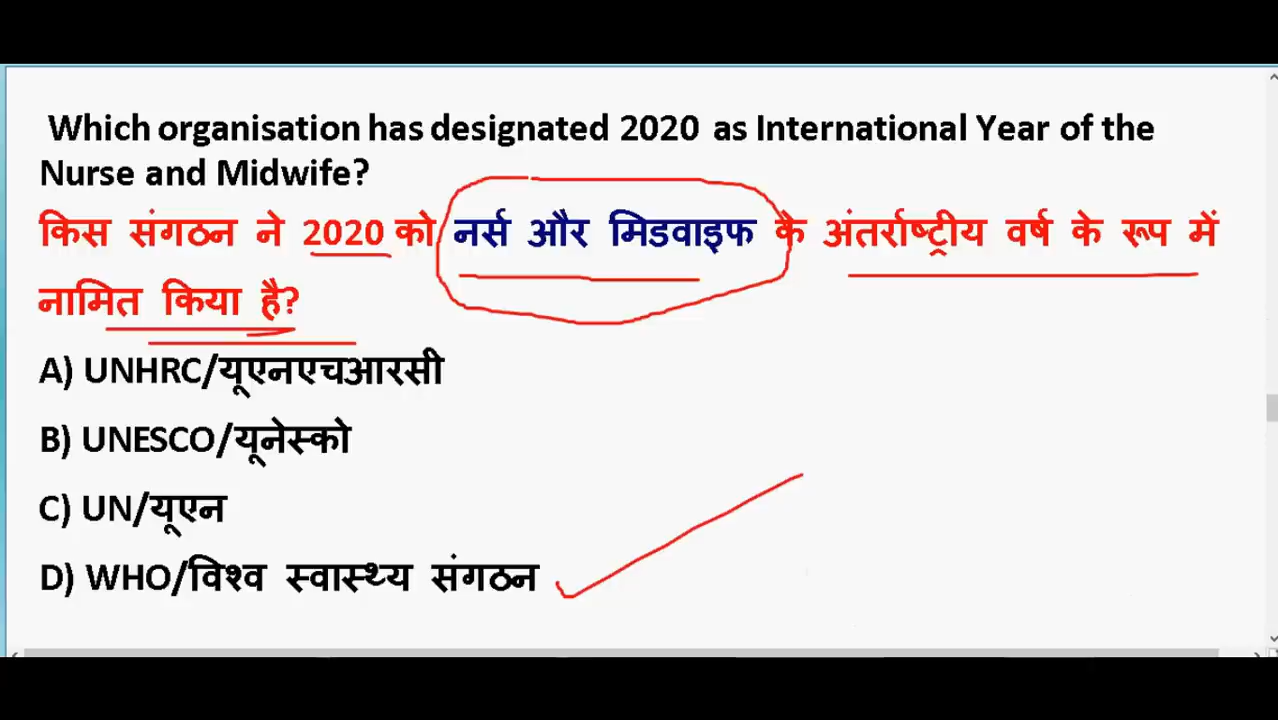 Which organisation has designated 2020 as International Year of the
Nurse and Midwife?
किस संगठन ने 2020 को नर्स और मिडवाइफ के अंतर्राष्ट्रीय वर्ष के रूप में
नामित किया है?
A) UNHRC/यूएनएचआरसी
B) UNESCO/यूनेस्को
C) UN/यूएन
D) WHO/विश्व स्वास्थ्य संगठन